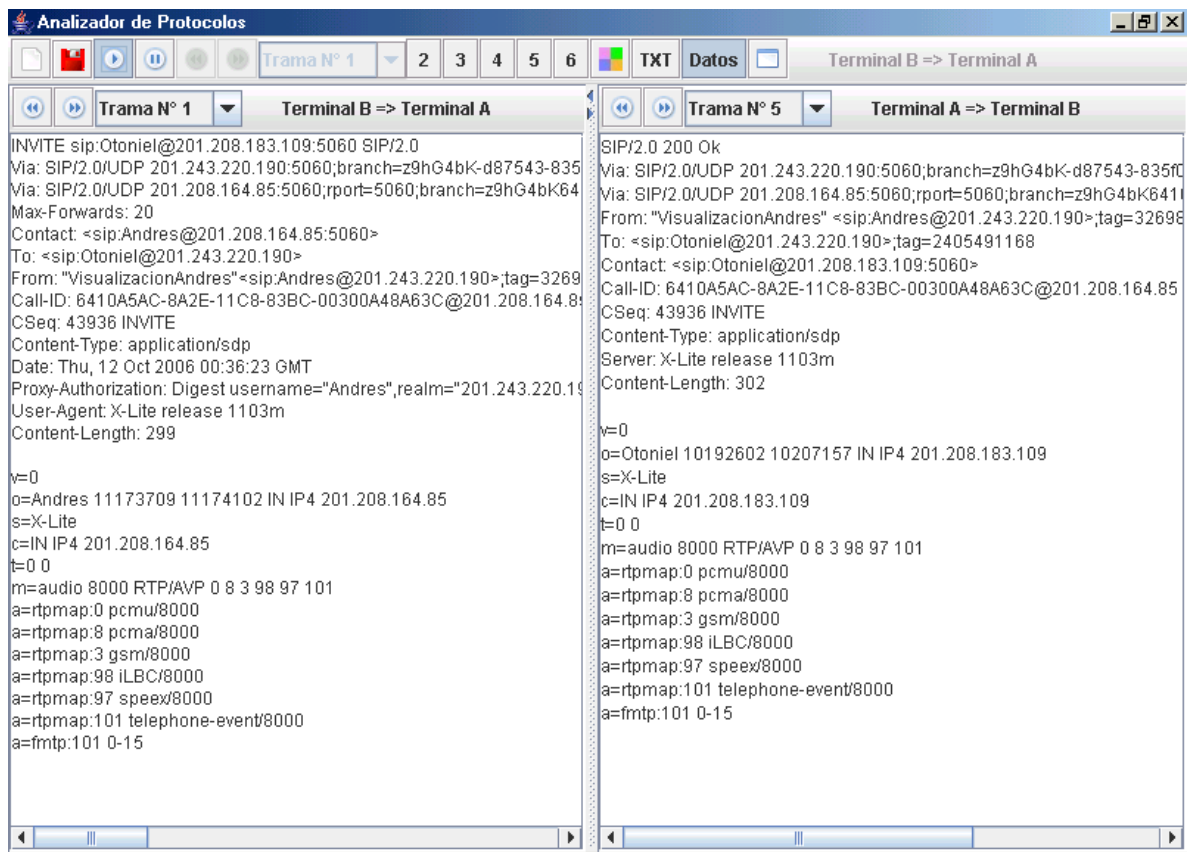 Analizador de Protocolos
Trama N° 1 2 3 4 5 6 TXT Datos Terminal B => Terminal A
Trama N° 1 Terminal B => Terminal A
INVITE sip:Otoniel@201.208.183.109:5060 SIP/2.0
Via: SIP/2.0/UDP 201.243.220.190:5060;branch=z9hG4bK-d87543-835
Via: SIP/2.0/UDP 201.208.164.85:5060;rport=5060;branch=z9hG4bK64
Max-Forwards: 20
Contact: <sip:Andres@201.208.164.85:5060>
To: <sip:Otoniel@201.243.220.190>
From: "VisualizacionAndres"<sip:Andres@201.243.220.190>;tag=3269
Call-ID: 6410A5AC-8A2E-11C8-83BC-00300A48A63C@201.208.164.8
CSeq: 43936 INVITE
Content-Type: application/sdp
Date: Thu, 12 Oct 2006 00:36:23 GMT
Proxy-Authorization: Digest username="Andres",realm="201.243.220.19
User-Agent: X-Lite release 1103m
Content-Length: 299
v=0
o=Andres 11173709 11174102 IN IP4 201.208.164.85
s=X-Lite
c=IN IP4 201.208.164.85
t=0 0
m=audio 8000 RTP/AVP 0 8 3 98 97 101
a=rtpmap:0 pcmu/8000
a=rtpmap:8 pcma/8000
a=rtpmap:3 gsm/8000
a=rtpmap:98 iLBC/8000
a=rtpmap:97 speex/8000
a=rtpmap:101 telephone-event/8000
a=fmtp:101 0-15
Trama N° 5 Terminal A => Terminal B
SIP/2.0 200 Ok
Via: SIP/2.0/UDP 201.243.220.190:5060;branch=z9hG4bK-d87543-835f0
Via: SIP/2.0/UDP 201.208.164.85:5060;rport=5060;branch=z9hG4bK641
From: "VisualizacionAndres" <sip:Andres@201.243.220.190>;tag=32698
To: <sip:Otoniel@201.243.220.190>;tag=2405491168
Contact: <sip:Otoniel@201.208.183.109:5060>
Call-ID: 6410A5AC-8A2E-11C8-83BC-00300A48A63C@201.208.164.85
CSeq: 43936 INVITE
Content-Type: application/sdp
Server: X-Lite release 1103m
Content-Length: 302
v=0
o=Otoniel 10192602 10207157 IN IP4 201.208.183.109
s=X-Lite
c=IN IP4 201.208.183.109
t=0 0
m=audio 8000 RTP/AVP 0 8 3 98 97 101
a=rtpmap:0 pcmu/8000
a=rtpmap:8 pcma/8000
a=rtpmap:3 gsm/8000
a=rtpmap:98 iLBC/8000
a=rtpmap:97 speex/8000
a=rtpmap:101 telephone-event/8000
a=fmtp:101 0-15